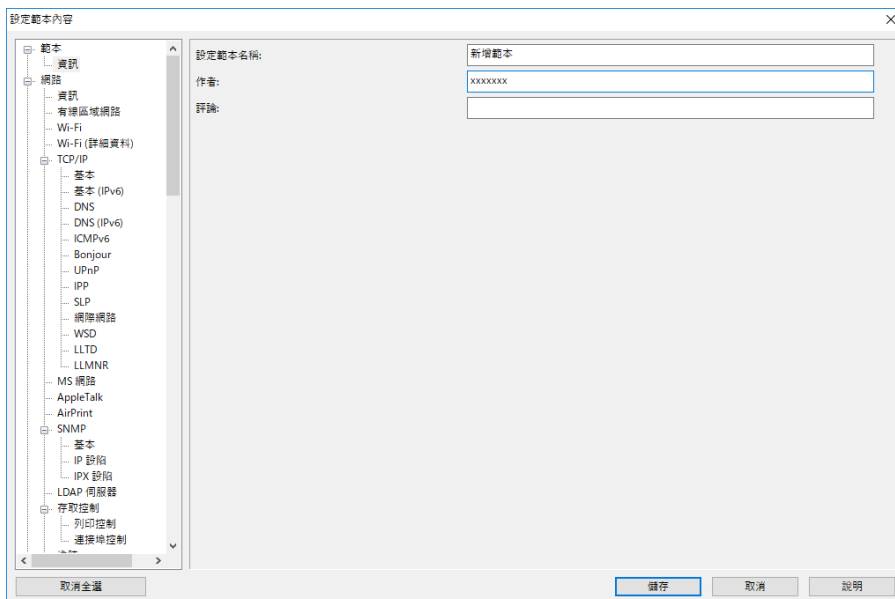 設定範本內容
範本
資訊
網路
資訊
有線區域網路
Wi-Fi
Wi-Fi (詳細資料)
TCP/IP
基本
基本 (IPv6)
DNS
DNS (IPv6)
ICMPv6
Bonjour
UPnP
IPP
SLP
網際網路
WSD
LLTD
LLMNR
MS 網路
AppleTalk
AirPrint
SNMP
基本
IP 設陷
IPX 設陷
LDAP 伺服器
存取控制
列印控制
連接埠控制
設定範本名稱: 新增範本
作者: xxxxxxx
評論:
取消全選 儲存 取消 說明